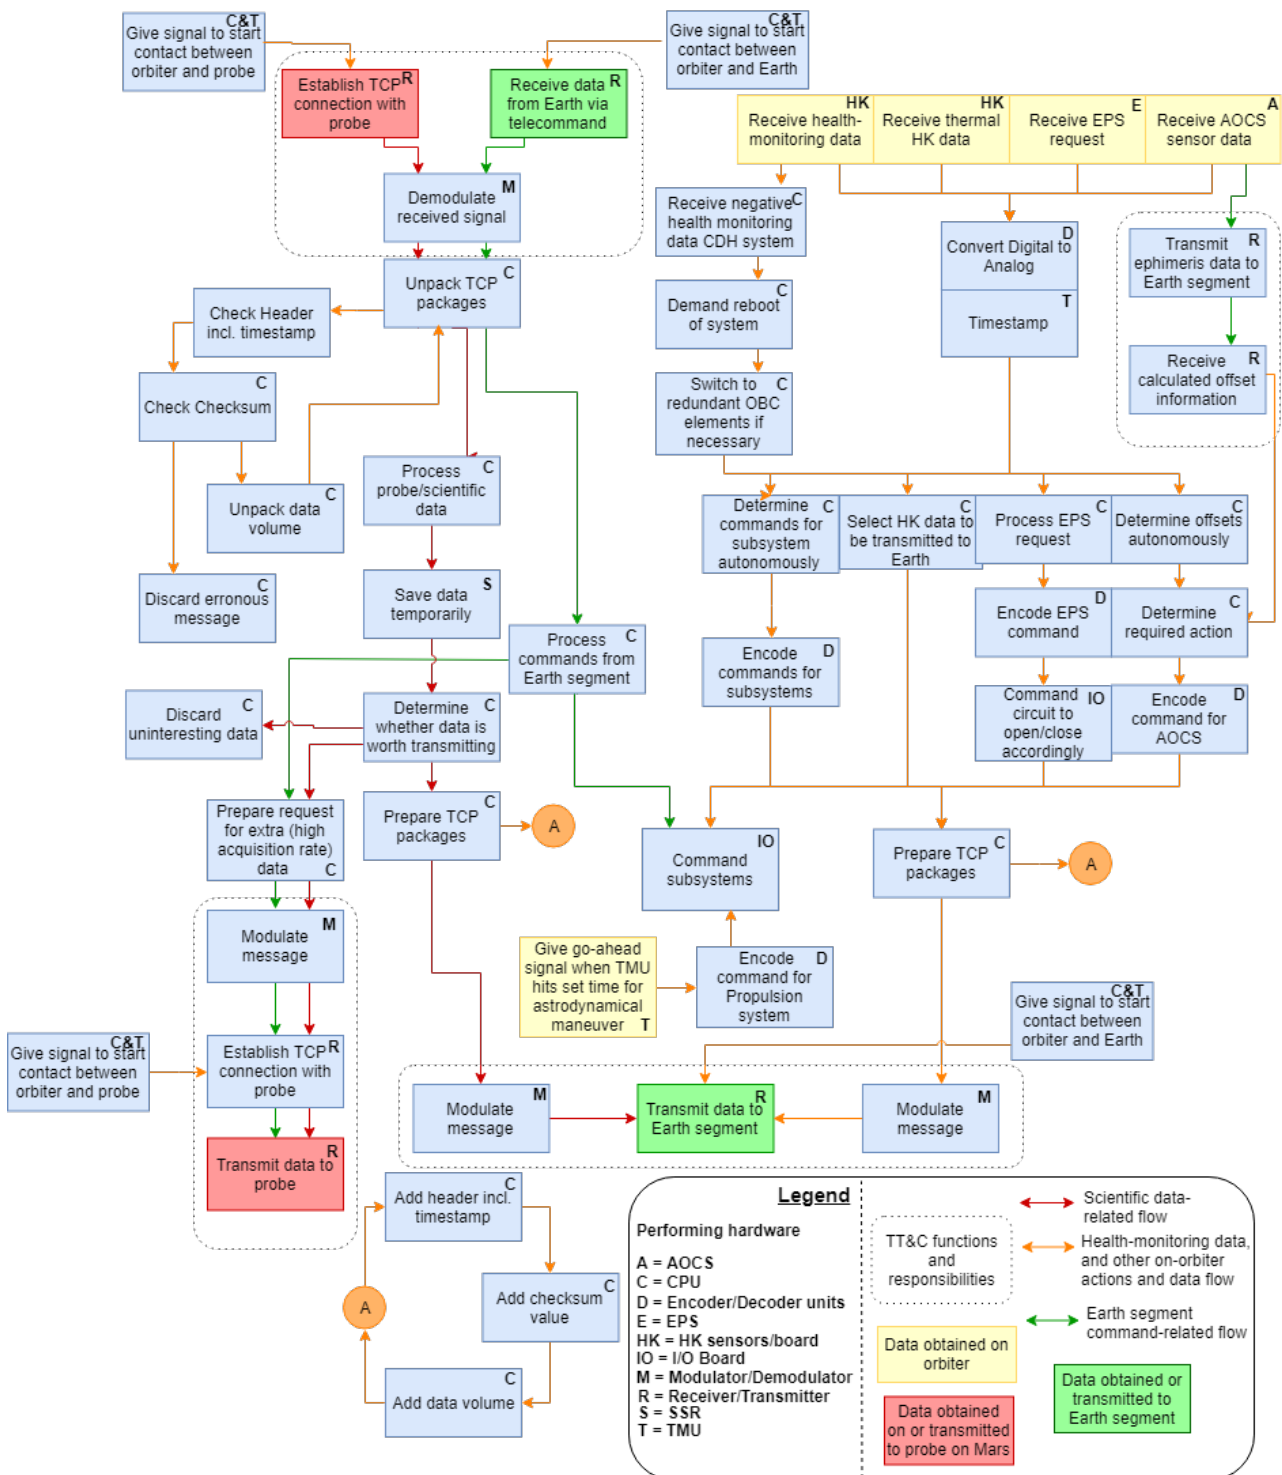 C&T
Give signal to start
contact between
orbiter and probe
C&T
Give signal to start
contact between
orbiter and Earth
R
Establish TCP
connection with
probe
R
Receive data
from Earth via
telecommand
M
Demodulate
received signal
HK
Receive health-
monitoring data
HK
Receive thermal
HK data
E
Receive EPS
request
A
Receive AOCS
sensor data
C
Receive negative
health monitoring
data CDH system
D
Convert Digital to
Analog
T
Timestamp
R
Transmit
ephimeris data to
Earth segment
R
Receive
calculated offset
information
C
Unpack TCP
packages
Check Header
incl. timestamp
C
Check Checksum
C
Unpack data
volume
C
Discard erronous
message
C
Demand reboot
of system
C
Switch to
redundant OBC
elements if
necessary
C
Process
probe/scientific
data
S
Save data
temporarily
C
Process
commands from
Earth segment
C
Determine
commands for
subsystem
autonomously
C
Select HK data to
be transmitted to
Earth
C
Process EPS
request
C
Determine offsets
autonomously
D
Encode EPS
command
C
Determine
required action
D
Encode
commands for
subsystems
IO
Command
circuit to
open/close
accordingly
D
Encode
command for
AOCS
C
Discard
uninteresting data
C
Determine
whether data is
worth transmitting
Prepare request
for extra (high
acquisition rate)
data
C
C
Prepare TCP
packages
A
IO
Command
subsystems
C
Prepare TCP
packages
A
M
Modulate
message
Give go-ahead
signal when TMU
hits set time for
astrodynamical
maneuver
T
D
Encode
command for
Propulsion
system
C&T
Give signal to start
contact between
orbiter and Earth
C&T
Give signal to start
contact between
orbiter and probe
R
Establish TCP
connection with
probe
R
Transmit data to
probe
M
Modulate
message
R
Transmit data to
Earth segment
M
Modulate
message
C
Add header incl.
timestamp
C
Add checksum
value
A
C
Add data volume
Legend
Performing hardware
A = AOCS
C = CPU
D = Encoder/Decoder units
E = EPS
HK = HK sensors/board
IO = I/O Board
M = Modulator/Demodulator
R = Receiver/Transmitter
S = SSR
T = TMU
TT&C functions
and
responsibilities
Scientific data-
related flow
Health-monitoring data,
and other on-orbiter
actions and data flow
Earth segment
command-related flow
Data obtained on
orbiter
Data obtained
on or transmitted
to probe on Mars
Data obtained or
transmitted to
Earth segment